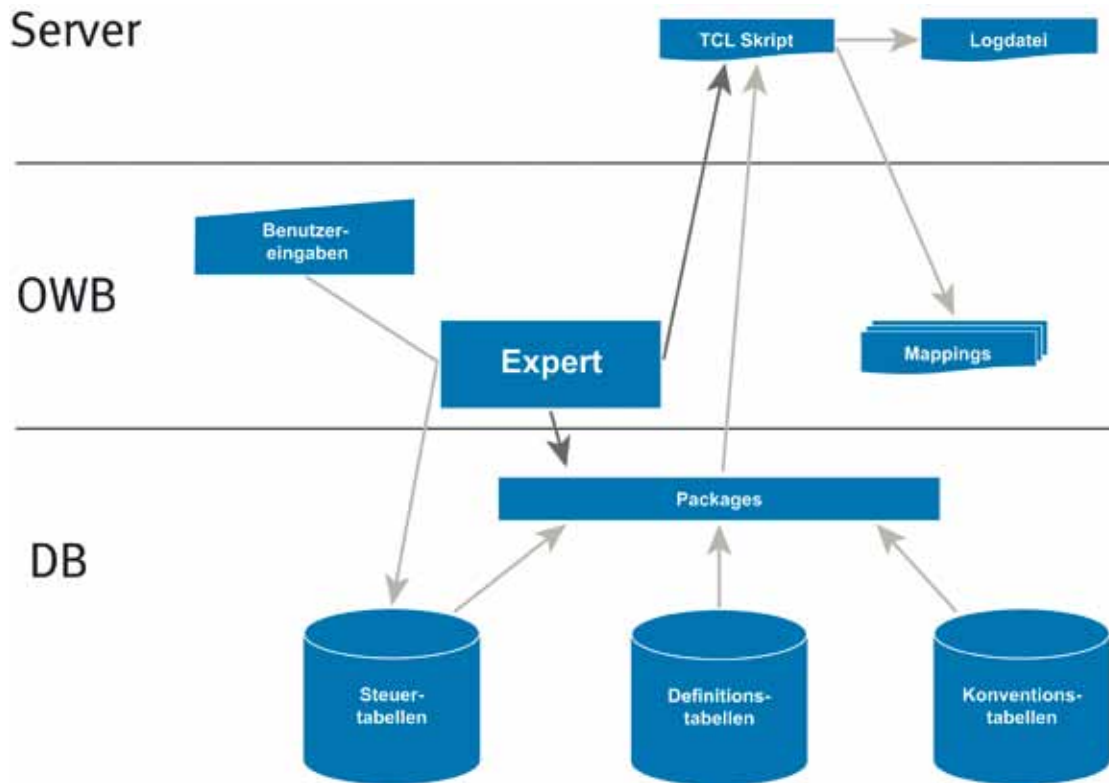 Server
TCL Skript
Logdatei
OWB
Benutzer-
eingaben
Expert
Mappings
DB
Packages
Steuer-
tabellen
Definitions-
tabellen
Konventions-
tabellen